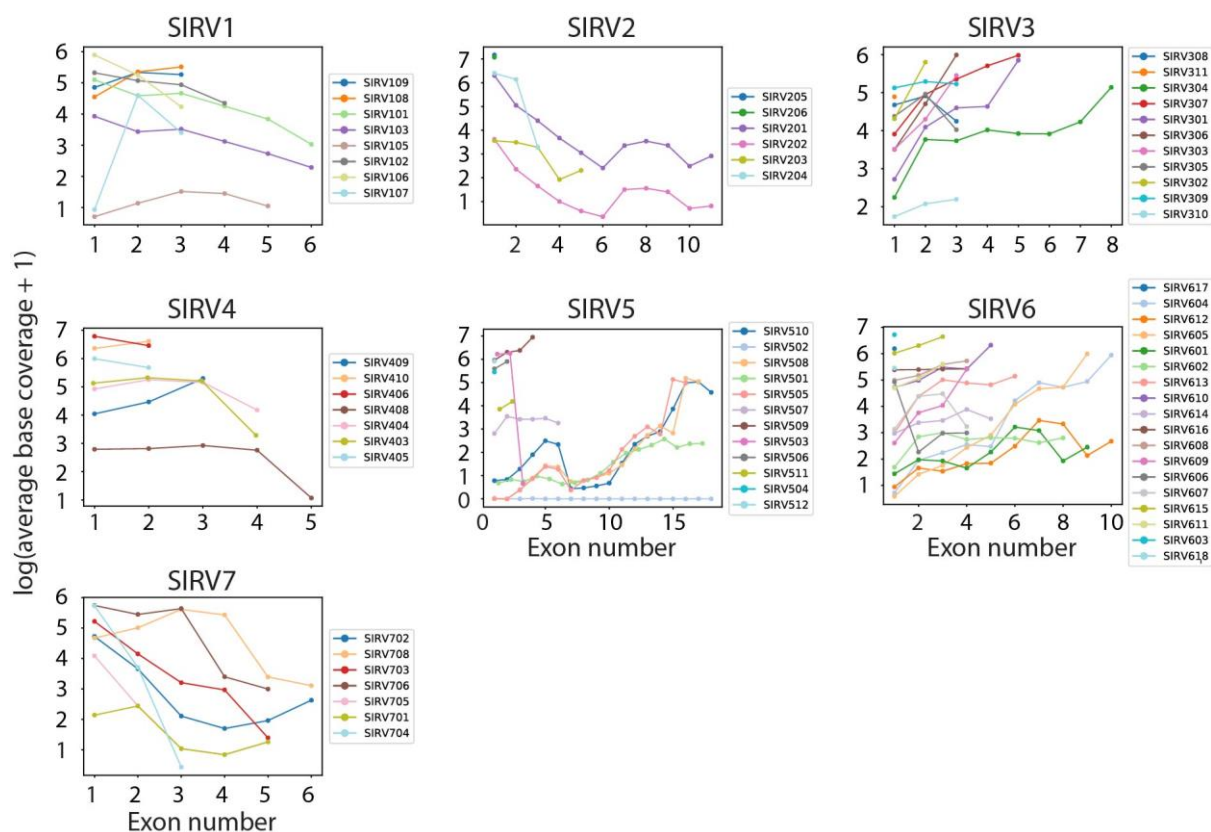 SIRV1
6
5
4
3
2
1
1 2 3 4 5 6
SIRV109
SIRV108
SIRV101
SIRV103
SIRV105
SIRV102
SIRV106
SIRV107
SIRV2
7
6
5
4
3
2
1
2 4 6 8 10
SIRV205
SIRV206
SIRV201
SIRV202
SIRV203
SIRV204
SIRV3
6
5
4
3
2
1 2 3 4 5 6 7 8
SIRV308
SIRV311
SIRV304
SIRV307
SIRV301
SIRV306
SIRV303
SIRV305
SIRV302
SIRV309
SIRV310
log(average base coverage + 1)
SIRV4
7
6
5
4
3
2
1
1 2 3 4 5
SIRV409
SIRV410
SIRV406
SIRV408
SIRV404
SIRV403
SIRV405
SIRV5
7
6
5
4
3
2
1
0
0 5 10 15
Exon number
SIRV510
SIRV502
SIRV508
SIRV501
SIRV505
SIRV507
SIRV509
SIRV503
SIRV506
SIRV511
SIRV504
SIRV512
SIRV6
7
6
5
4
3
2
1
2 4 6 8 10
Exon number
SIRV617
SIRV604
SIRV612
SIRV605
SIRV601
SIRV602
SIRV613
SIRV610
SIRV614
SIRV616
SIRV608
SIRV609
SIRV606
SIRV607
SIRV615
SIRV611
SIRV603
SIRV618
SIRV7
6
5
4
3
2
1
1 2 3 4 5 6
Exon number
SIRV702
SIRV708
SIRV703
SIRV706
SIRV705
SIRV701
SIRV704